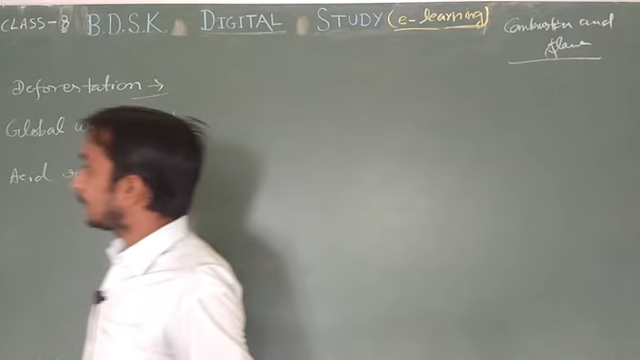 CLASS-8 B.D.S.K. DIGITAL STUDY (e-learning)
Combustion and
flame
Deforestation →
Global
Acid